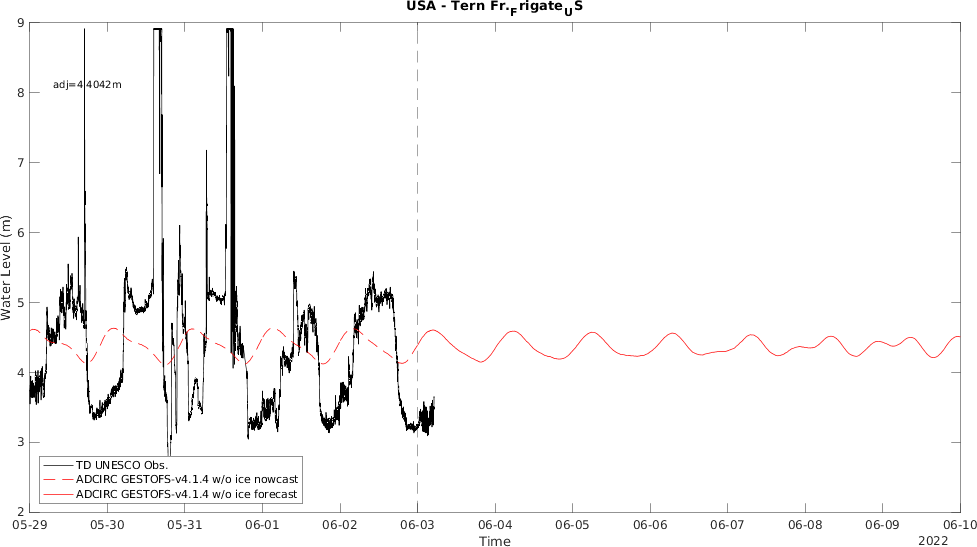 USA - Tern Fr.FrigateUS
9
adj=4.4042m
8
7
6
5
4
3
2
Water Level (m)
TD UNESCO Obs.
ADCIRC GESTOFS-v4.1.4 w/o ice nowcast
ADCIRC GESTOFS-v4.1.4 w/o ice forecast
05-29 05-30 05-31 06-01 06-02 06-03 06-04 06-05 06-06 06-07 06-08 06-09 06-10
Time
2022